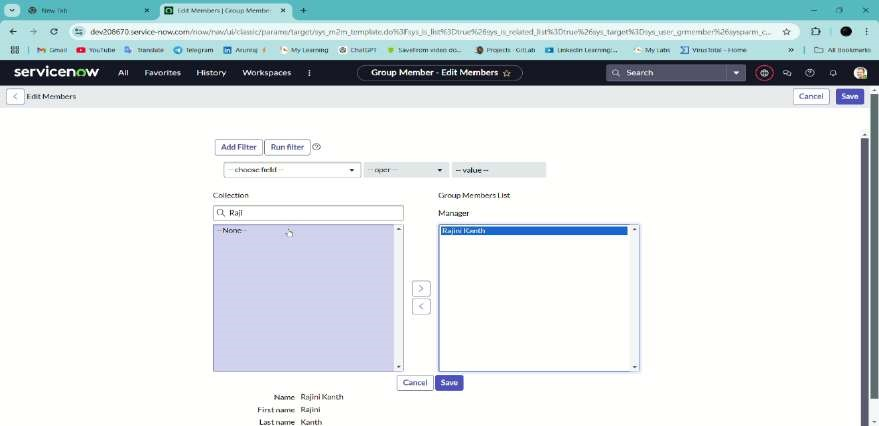 New Tab
Edit Members | Group Member
dev208670.service-now.com/now/nav/ui/classic/params/target/sys_m2m_template.do%3Fsys_is_list%3Dtrue%26sys_is_related_list%3Dtrue%26sys_target%3Dsys_user_grmember%26sysparm_c...
Gmail YouTube Translate Telegram Arunraj My Learning ChatGPT SaveFrom video do... Projects · GitLab LinkedIn Learning:... My Labs VirusTotal - Home » All Bookmarks
servicenow All Favorites History Workspaces Group Member - Edit Members Search
Edit Members Cancel Save
Add Filter Run filter
-- choose field -- -- oper -- -- value --
Collection Group Members List
Raji Manager
--None-- Rajini Kanth
>
<
Cancel Save
Name Rajini Kanth
First name Rajini
Last name Kanth